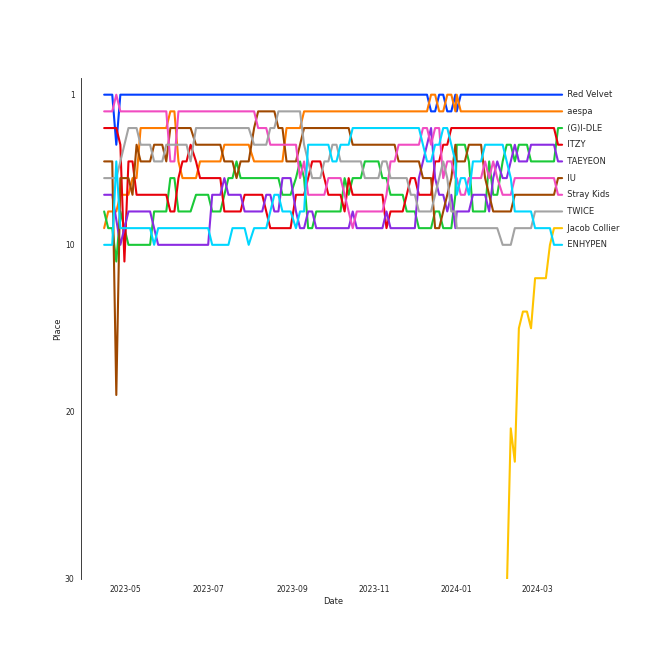 1
10
20
30
Place
2023-05
2023-07
2023-09
2023-11
2024-01
2024-03
Date
Red Velvet
aespa
(G)I-DLE
ITZY
TAEYEON
IU
Stray Kids
TWICE
Jacob Collier
ENHYPEN